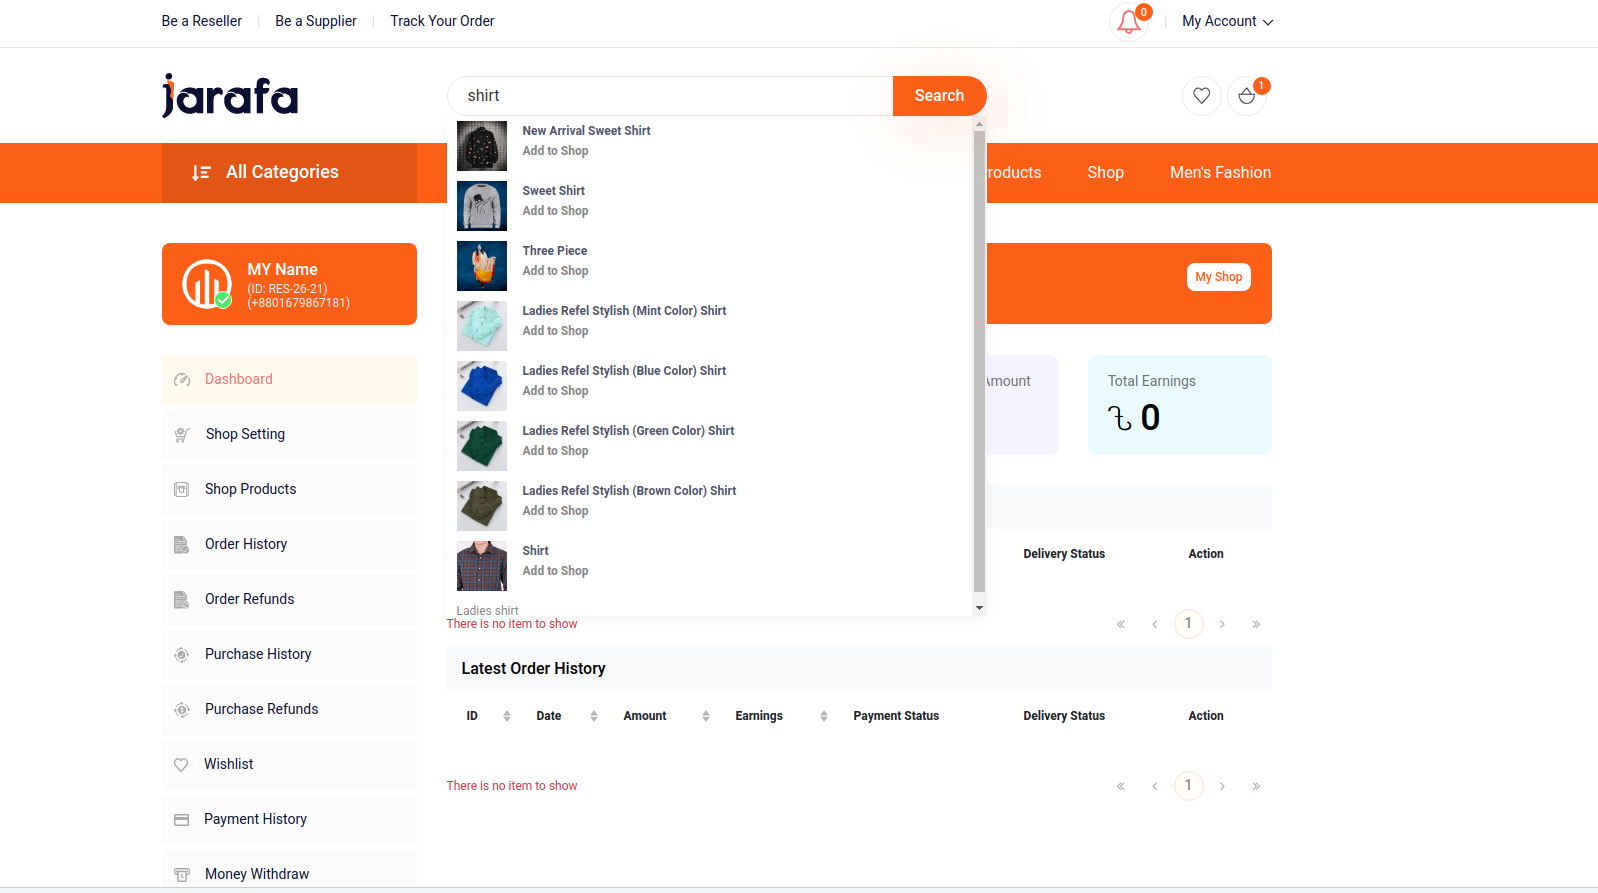 Be a Reseller
Be a Supplier
Track Your Order
0
My Account
jarafa
shirt
Search
1
All Categories
roducts
Shop
Men's Fashion
New Arrival Sweet Shirt
Add to Shop
Sweet Shirt
Add to Shop
Three Piece
Add to Shop
Ladies Refel Stylish (Mint Color) Shirt
Add to Shop
Ladies Refel Stylish (Blue Color) Shirt
Add to Shop
Ladies Refel Stylish (Green Color) Shirt
Add to Shop
Ladies Refel Stylish (Brown Color) Shirt
Add to Shop
Shirt
Add to Shop
Ladies shirt
MY Name
(ID: RES-26-21)
(+8801679867181)
My Shop
Dashboard
Shop Setting
Shop Products
Order History
Order Refunds
Purchase History
Purchase Refunds
Wishlist
Payment History
Money Withdraw
Amount
Total Earnings
৳ 0
Delivery Status
Action
There is no item to show
« ‹ 1 › »
Latest Order History
ID
Date
Amount
Earnings
Payment Status
Delivery Status
Action
There is no item to show
« ‹ 1 › »